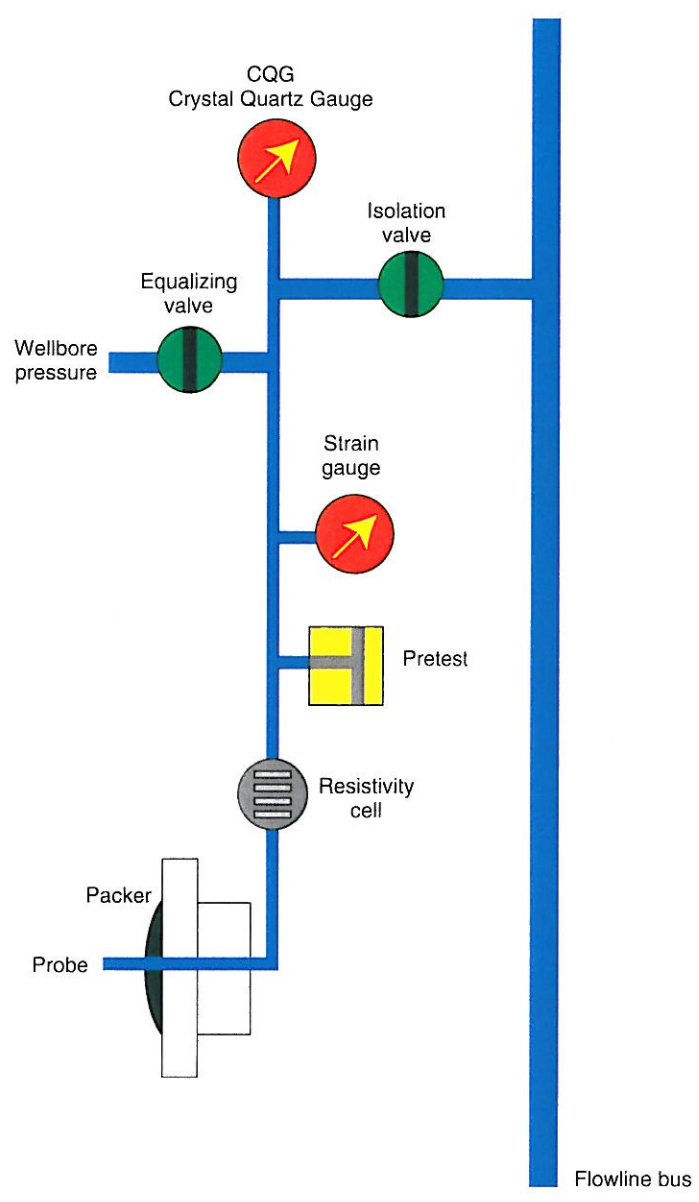 CQG
Crystal Quartz Gauge
Isolation
valve
Equalizing
valve
Wellbore
pressure
Strain
gauge
Pretest
Resistivity
cell
Packer
Probe
Flowline bus